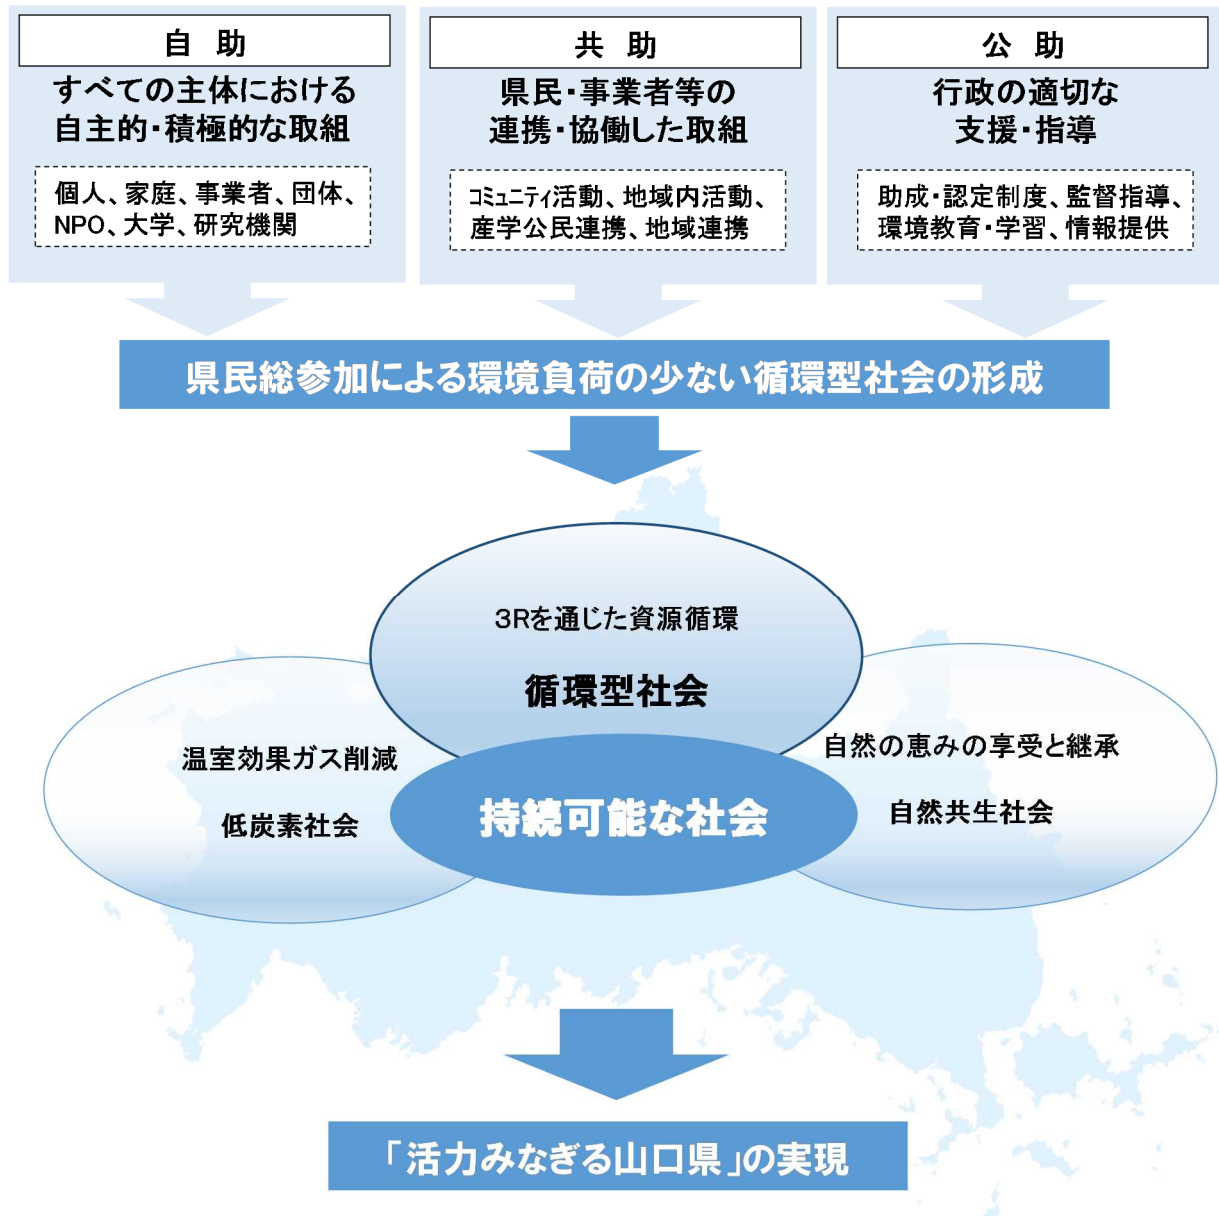 自 助
すべての主体における
自主的・積極的な取組
個人、家庭、事業者、団体、
NPO、大学、研究機関
共 助
県民・事業者等の
連携・協働した取組
コミュニティ活動、地域内活動、
産学公民連携、地域連携
公 助
行政の適切な
支援・指導
助成・認定制度、監督指導、
環境教育・学習、情報提供
県民総参加による環境負荷の少ない循環型社会の形成
3Rを通じた資源循環
循環型社会
温室効果ガス削減
低炭素社会
自然の恵みの享受と継承
自然共生社会
持続可能な社会
「活力みなぎる山口県」の実現